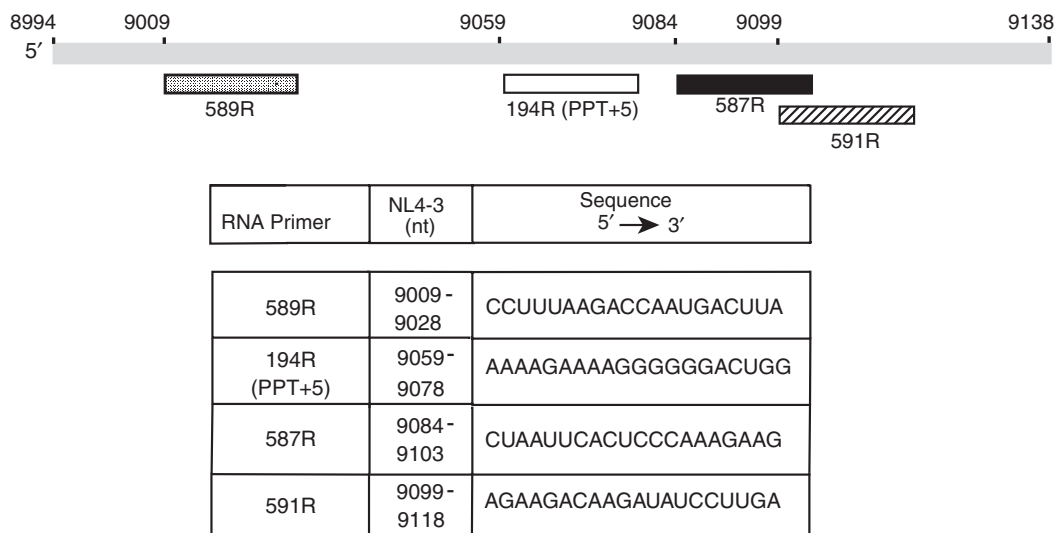 8994 9009 9059 9084 9099 9138
5′
589R 194R (PPT+5) 587R
591R
RNA Primer NL4-3 (nt) Sequence 5′ → 3′
589R 9009- 9028 CCUUUAAGACCAAUGACUUA
194R (PPT+5) 9059- 9078 AAAAGAAAAGGGGGGACUGG
587R 9084- 9103 CUAAUUCACUCCCAAAGAAG
591R 9099- 9118 AGAAGACAAGAUAUCCUUGA